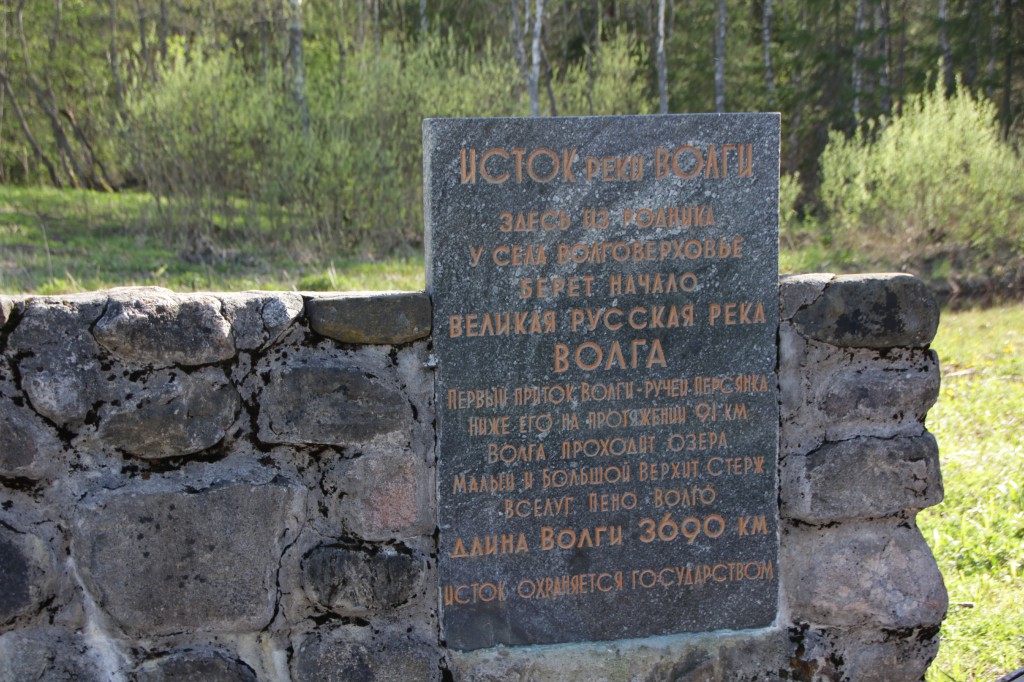 ИСТОК РЕКИ ВОЛГИ
ЗДЕСЬ ИЗ РОДНИКА
У СЕЛА ВОЛГОВЕРХОВЬЕ
БЕРЕТ НАЧАЛО
ВЕЛИКАЯ РУССКАЯ РЕКА
ВОЛГА
ПЕРВЫЙ ПРИТОК ВОЛГИ - РУЧЕЙ ПЕРСЯНКА
НИЖЕ ЕГО НА ПРОТЯЖЕНИИ 91 КМ
ВОЛГА ПРОХОДИТ ОЗЕРА
МАЛЫЙ И БОЛЬШОЙ ВЕРХИТ, СТЕРЖ,
ВСЕЛУГ, ПЕНО, ВОЛГО
ДЛИНА ВОЛГИ 3690 КМ
ИСТОК ОХРАНЯЕТСЯ ГОСУДАРСТВОМ